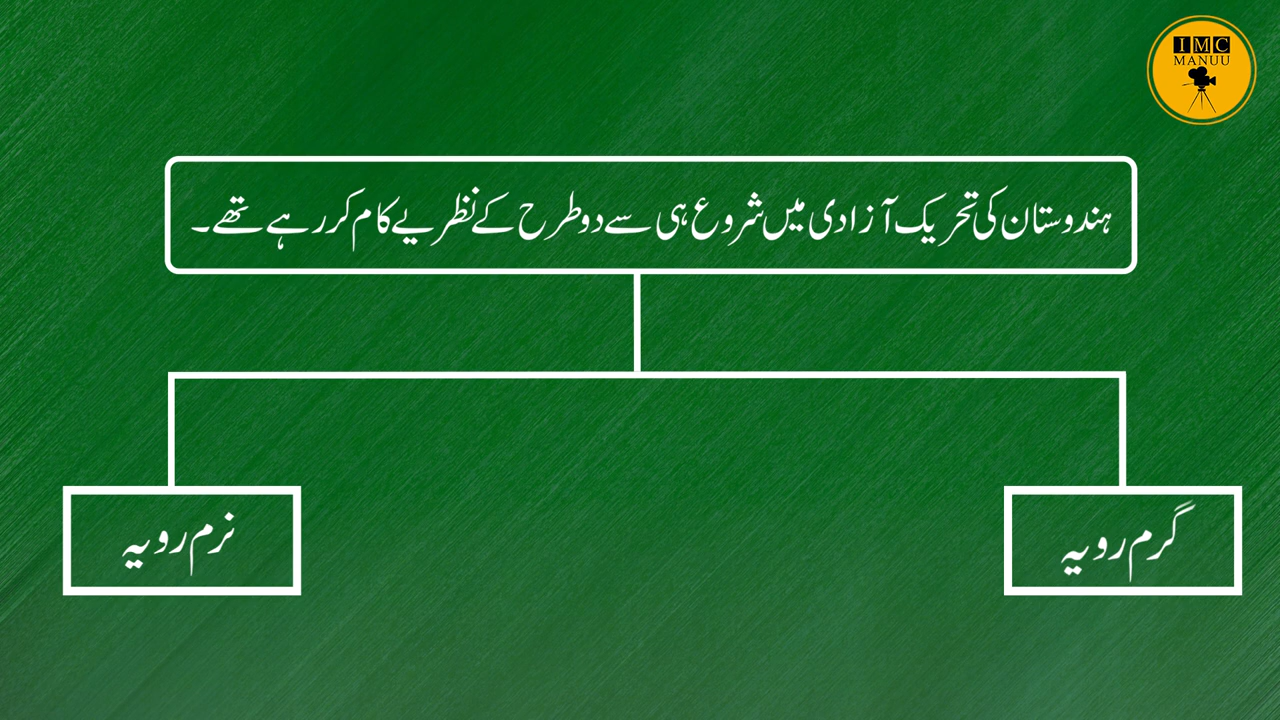 IMC
MANUU
ہندوستان کی تحریک آزادی میں شروع ہی سے دو طرح کے نظریے کام کر رہے تھے۔
گرم رویہ
نرم رویہ